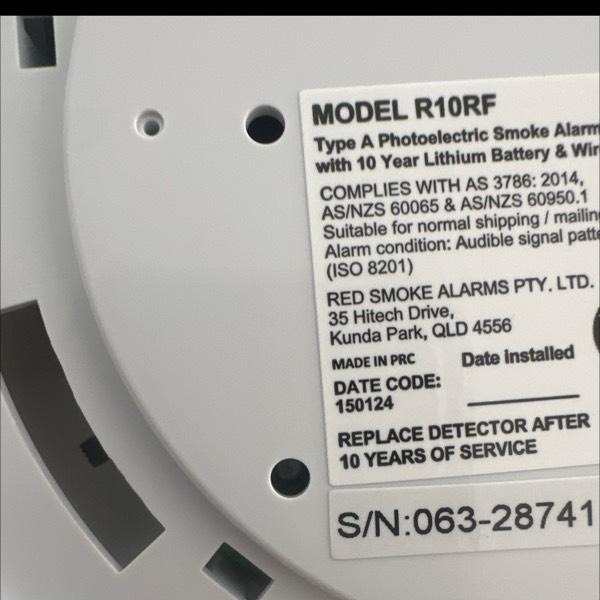 MODEL R10RF
Type A Photoelectric Smoke Alarm
with 10 Year Lithium Battery & Wir
COMPLIES WITH AS 3786: 2014,
AS/NZS 60065 & AS/NZS 60950.1
Suitable for normal shipping / mailin
Alarm condition: Audible signal patte
(ISO 8201)
RED SMOKE ALARMS PTY. LTD.
35 Hitech Drive,
Kunda Park, QLD 4556
MADE IN PRC Date installed
DATE CODE:
150124
REPLACE DETECTOR AFTER
10 YEARS OF SERVICE
S/N:063-28741